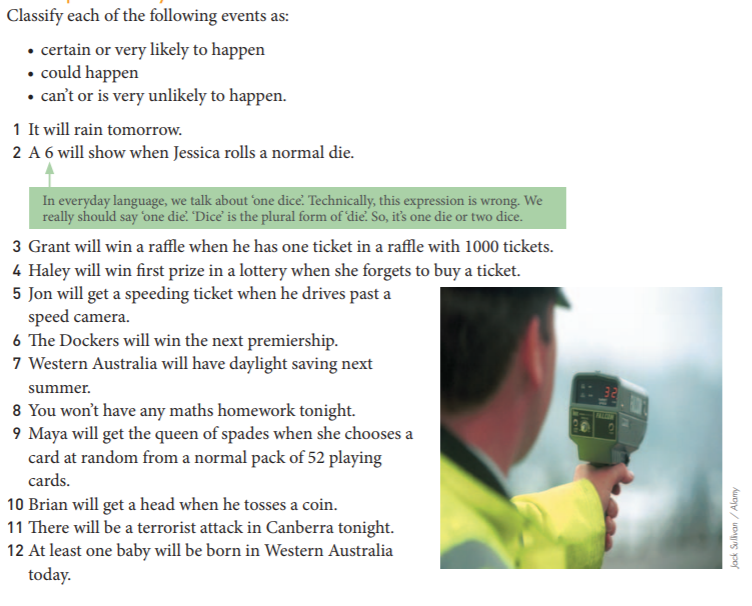 Classify each of the following events as:
• certain or very likely to happen
• could happen
• can't or is very unlikely to happen.
1 It will rain tomorrow.
2 A 6 will show when Jessica rolls a normal die.
In everyday language, we talk about 'one dice'. Technically, this expression is wrong. We
really should say 'one die'. 'Dice' is the plural form of 'die'. So, it's one die or two dice.
3 Grant will win a raffle when he has one ticket in a raffle with 1000 tickets.
4 Haley will win first prize in a lottery when she forgets to buy a ticket.
5 Jon will get a speeding ticket when he drives past a
speed camera.
6 The Dockers will win the next premiership.
7 Western Australia will have daylight saving next
summer.
8 You won't have any maths homework tonight.
9 Maya will get the queen of spades when she chooses a
card at random from a normal pack of 52 playing
cards.
10 Brian will get a head when he tosses a coin.
11 There will be a terrorist attack in Canberra tonight.
12 At least one baby will be born in Western Australia
today.
32
Jack Sullivan / Alamy